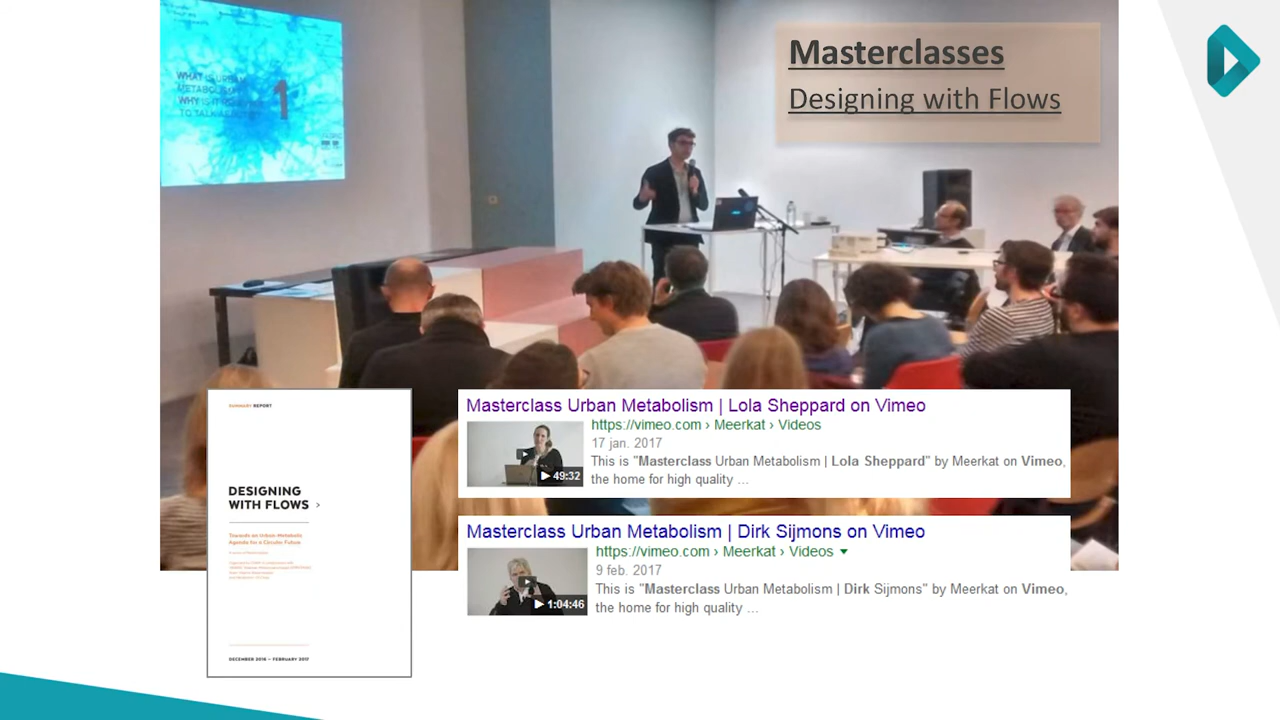 Masterclasses
Designing with Flows
WHAT IS URBAN
METABOLISM?
WHY IS IT
TO TALK ABOUT
1
SUMMARY REPORT
DESIGNING
WITH FLOWS >
Towards an Urban Metabolic
Agenda for a Circular Future
DECEMBER 2016 – FEBRUARY 2017
Masterclass Urban Metabolism | Lola Sheppard on Vimeo
https://vimeo.com › Meerkat › Videos
17 jan. 2017
49:32
This is "Masterclass Urban Metabolism | Lola Sheppard" by Meerkat on Vimeo,
the home for high quality ...
Masterclass Urban Metabolism | Dirk Sijmons on Vimeo
https://vimeo.com › Meerkat › Videos
9 feb. 2017
1:04:46
This is "Masterclass Urban Metabolism | Dirk Sijmons" by Meerkat on Vimeo,
the home for high quality ...